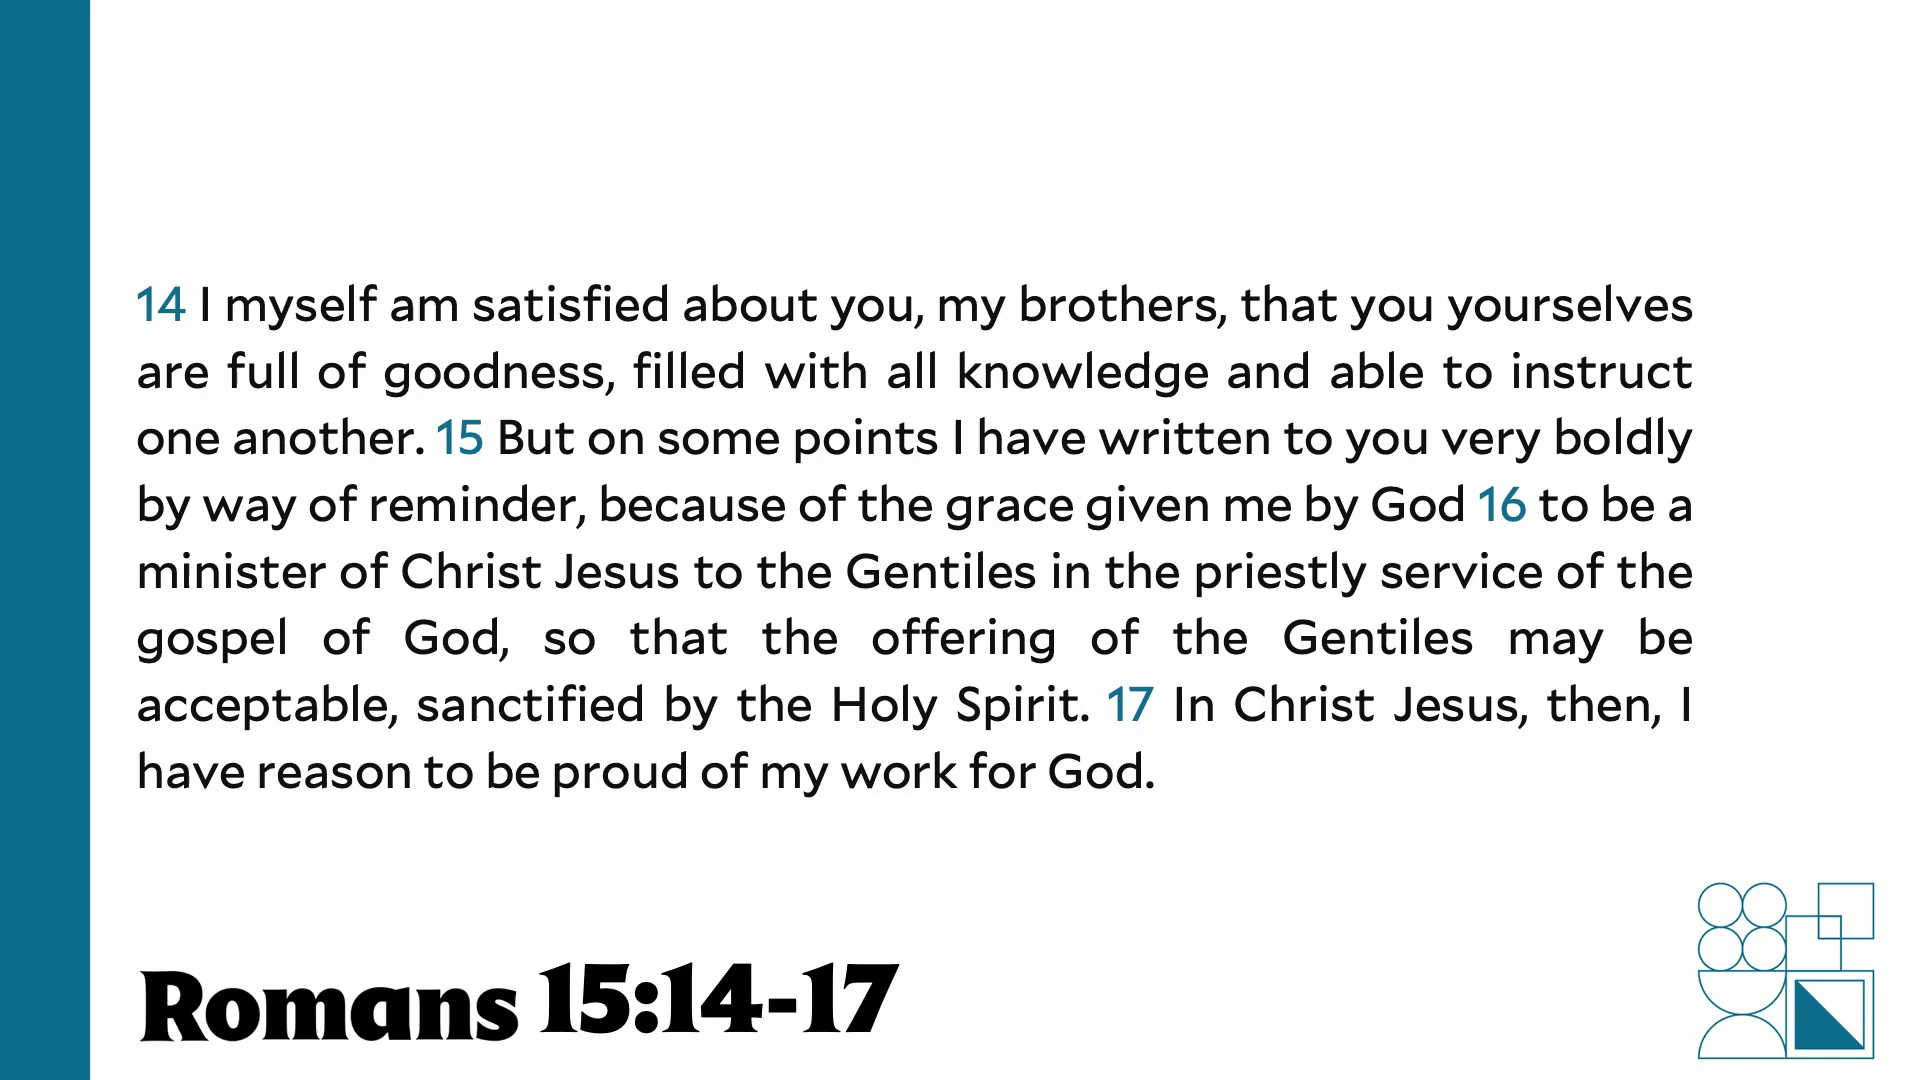 14 I myself am satisfied about you, my brothers, that you yourselves
are full of goodness, filled with all knowledge and able to instruct
one another. 15 But on some points I have written to you very boldly
by way of reminder, because of the grace given me by God 16 to be a
minister of Christ Jesus to the Gentiles in the priestly service of the
gospel of God, so that the offering of the Gentiles may be
acceptable, sanctified by the Holy Spirit. 17 In Christ Jesus, then, I
have reason to be proud of my work for God.
Romans 15:14-17